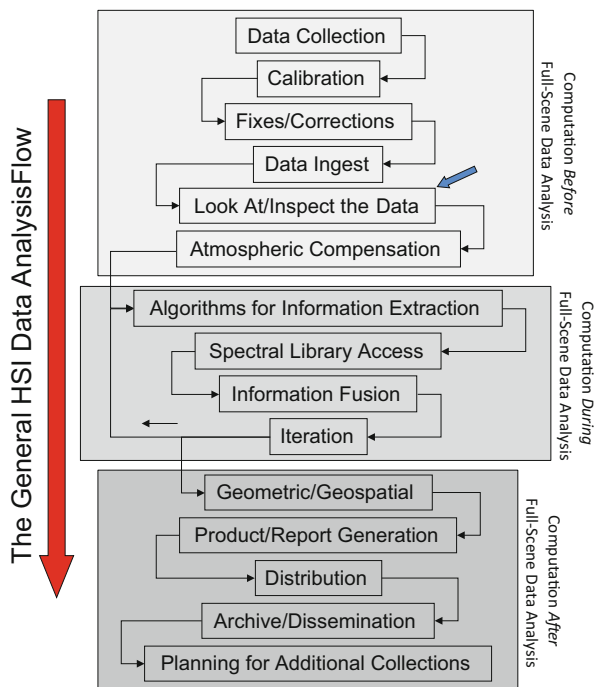 The General HSI Data AnalysisFlow
Data Collection
Calibration
Fixes/Corrections
Data Ingest
Look At/Inspect the Data
Atmospheric Compensation
Computation Before
Full-Scene Data Analysis
Algorithms for Information Extraction
Spectral Library Access
Information Fusion
Iteration
Computation During
Full-Scene Data Analysis
Geometric/Geospatial
Product/Report Generation
Distribution
Archive/Dissemination
Planning for Additional Collections
Computation After
Full-Scene Data Analysis